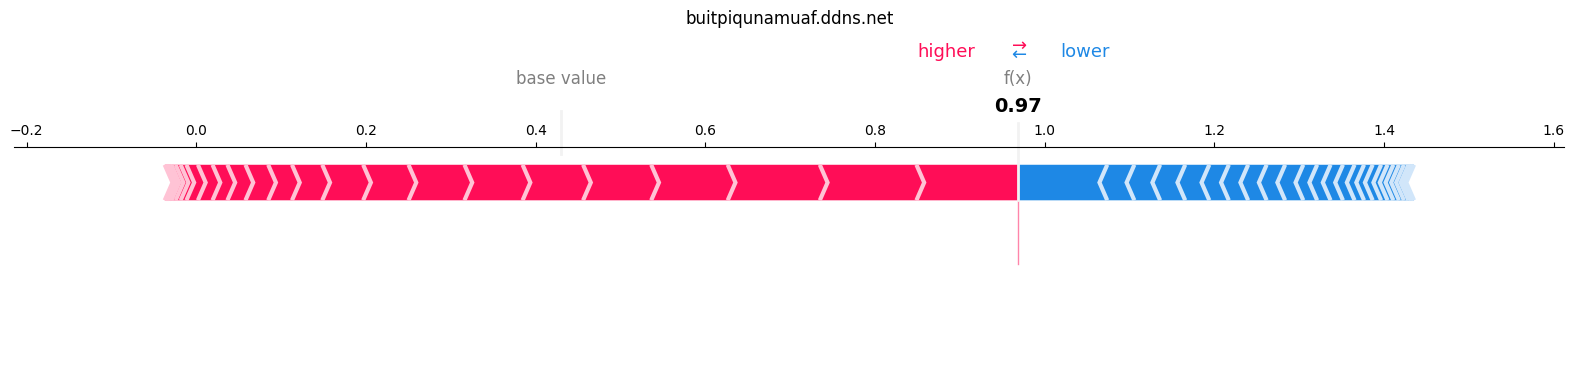 buitpiqunamuaf.ddns.net
higher ⇄ lower
base value f(x)
0.97
−0.2 0.0 0.2 0.4 0.6 0.8 1.0 1.2 1.4 1.6